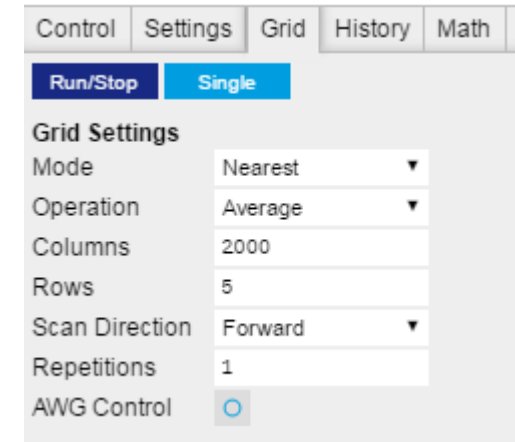 Control Settings Grid History Math
Run/Stop Single
Grid Settings
Mode Nearest
Operation Average
Columns 2000
Rows 5
Scan Direction Forward
Repetitions 1
AWG Control